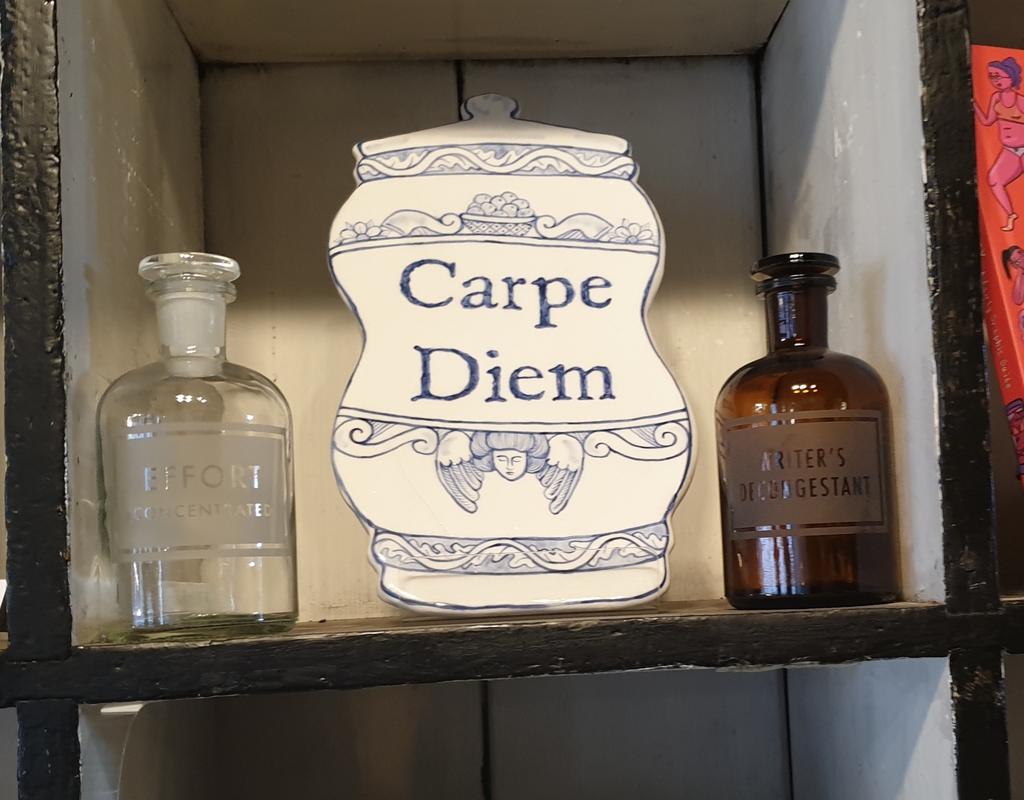 EFFORT
CONCENTRATED
Carpe
Diem
WRITER'S
DECONGESTANT